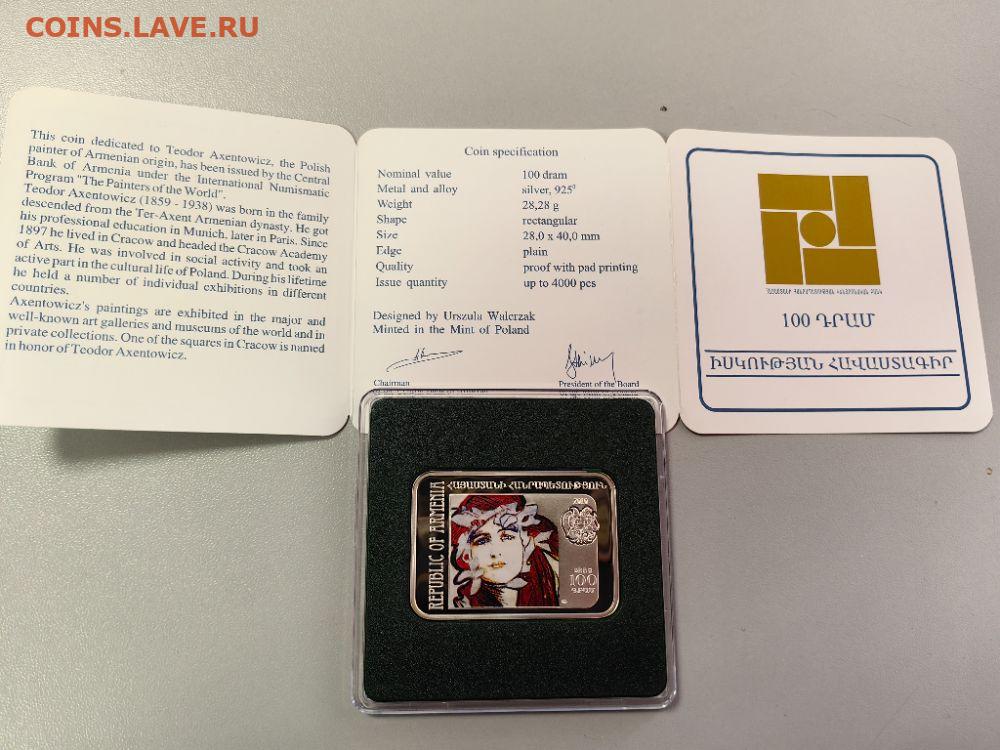 COINS.LAVE.RU
This coin dedicated to Teodor Axentowicz, the Polish
painter of Armenian origin, has been issued by the Central
Bank of Armenia under the International Numismatic
Program "The Painters of the World".
Teodor Axentowicz (1859 - 1938) was born in the family
descended from the Ter-Axent Armenian dynasty. He got
his professional education in Munich, later in Paris. Since
1897 he lived in Cracow and headed the Cracow Academy
of Arts. He was involved in social activity and took an
active part in the cultural life of Poland. During his lifetime
he held a number of individual exhibitions in different
countries.
Axentowicz's paintings are exhibited in the major and
well-known art galleries and museums of the world and in
private collections. One of the squares in Cracow is named
in honor of Teodor Axentowicz.
Coin specification
Nominal value 100 dram
Metal and alloy silver, 925°
Weight 28,28 g
Shape rectangular
Size 28,0 x 40,0 mm
Edge plain
Quality proof with pad printing
Issue quantity up to 4000 pcs
Designed by Urszula Walerzak
Minted in the Mint of Poland
Chairman President of the Board
ՀԱՅԱՍՏԱՆԻ ՀԱՆՐԱՊԵՏՈՒԹՅԱՆ ԿԵՆՏՐՈՆԱԿԱՆ ԲԱՆԿ
100 ԴՐԱՄ
ԻՍԿՈՒԹՅԱՆ ՀԱՎԱՍՏԱԳԻՐ
ՀԱՅԱՍՏԱՆԻ ՀԱՆՐԱՊԵՏՈՒԹՅՈՒՆ
REPUBLIC OF ARMENIA
100
ԴՐԱՄ